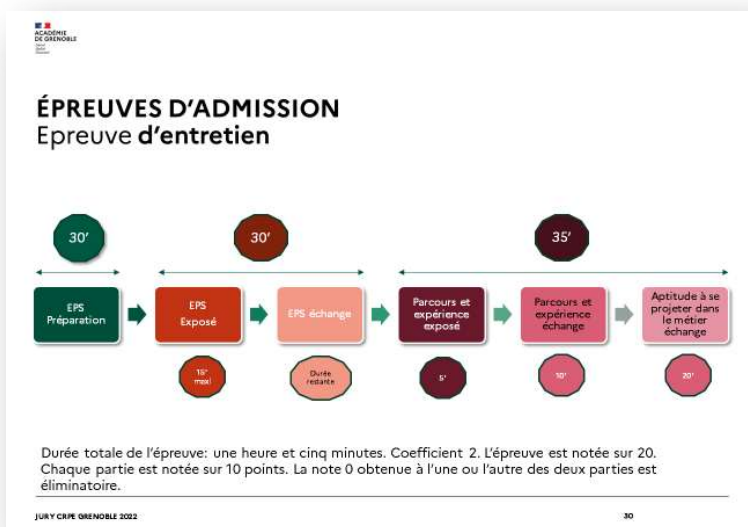 ACADÉMIE
DE GRENOBLE
ÉPREUVES D'ADMISSION
Epreuve d'entretien
30'
30'
35'
EPS
Préparation
EPS
Exposé
EPS échange
Parcours et
expérience
exposé
Parcours et
expérience
échange
Aptitude à se
projeter dans
le métier
échange
15'
maxi
Durée
restante
5'
10'
20'
Durée totale de l'épreuve: une heure et cinq minutes. Coefficient 2. L'épreuve est notée sur 20.
Chaque partie est notée sur 10 points. La note 0 obtenue à l'une ou l'autre des deux parties est
éliminatoire.
JURY CRPE GRENOBLE 2022
30